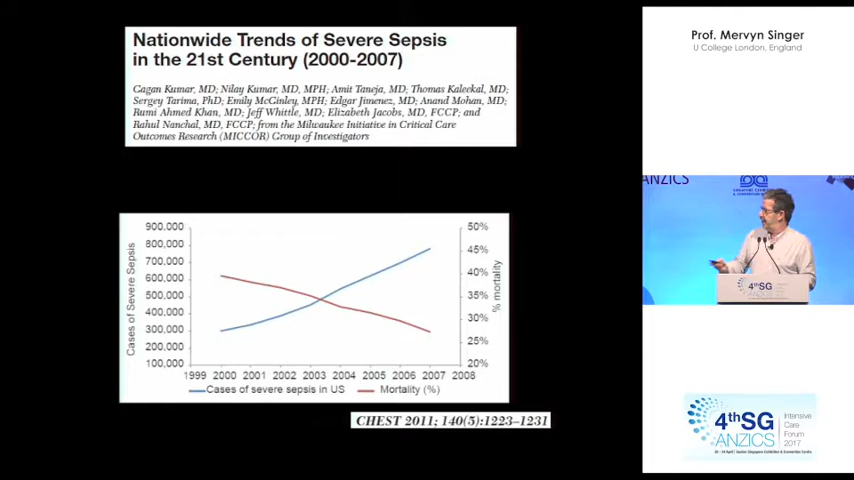 Nationwide Trends of Severe Sepsis
in the 21st Century (2000-2007)
Gagan Kumar, MD; Nilay Kumar, MD, MPH; Amit Taneja, MD; Thomas Kaleekal, MD;
Sergey Tarima, PhD; Emily McGinley, MPH; Edgar Jimenez, MD; Anand Mohan, MD;
Rumi Ahmed Khan, MD; Jeff Whittle, MD; Elizabeth Jacobs, MD, FCCP; and
Rahul Nanchal, MD, FCCP; from the Milwaukee Initiative in Critical Care
Outcomes Research (MICCOR) Group of Investigators
Cases of Severe Sepsis
900,000
800,000
700,000
600,000
500,000
400,000
300,000
200,000
100,000
50%
45%
40%
35%
30%
25%
20%
% mortality
1999 2000 2001 2002 2003 2004 2005 2006 2007 2008
Cases of severe sepsis in US
Mortality (%)
CHEST 2011; 140(5):1223–1231
Prof. Mervyn Singer
U College London, England
ANZICS
4thSG
4thSG
ANZICS
Intensive
Care
Forum
2017